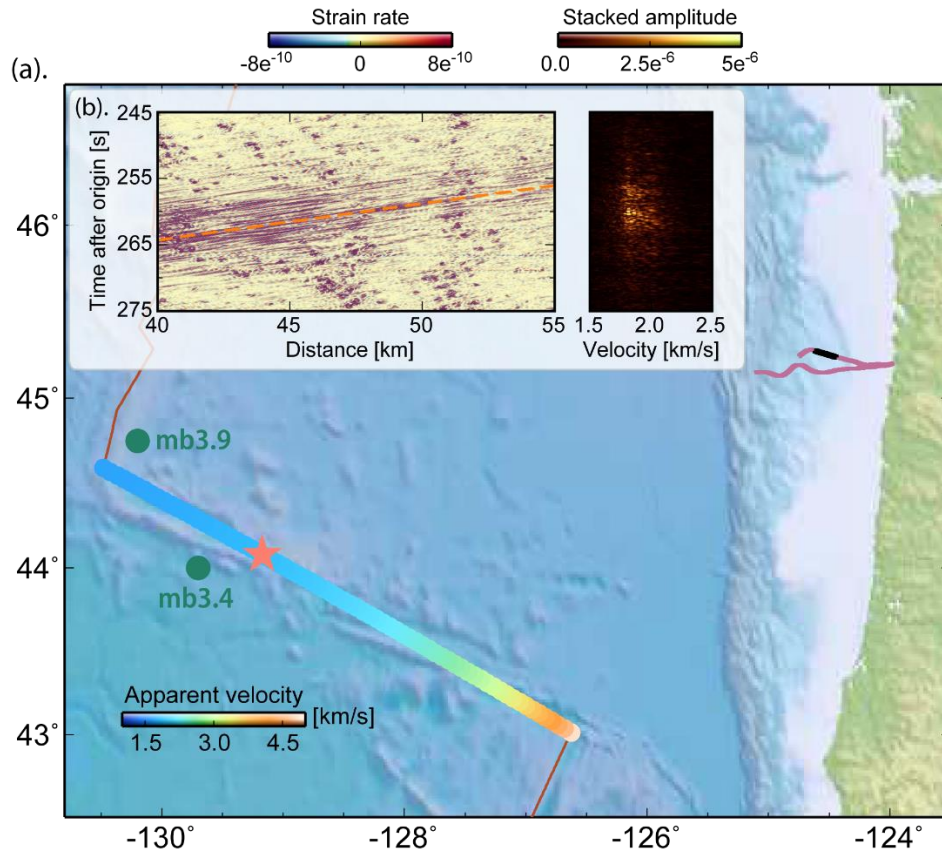 Strain rate
Stacked amplitude
-8e⁻¹⁰ 0 8e⁻¹⁰
0.0 2.5e⁻⁶ 5e⁻⁶
(a).
(b).
245
255
265
275
Time after origin [s]
40 45 50 55
Distance [km]
1.5 2.0 2.5
Velocity [km/s]
46°
45°
44°
43°
mb3.9
mb3.4
Apparent velocity
[km/s]
1.5 3.0 4.5
-130° -128° -126° -124°